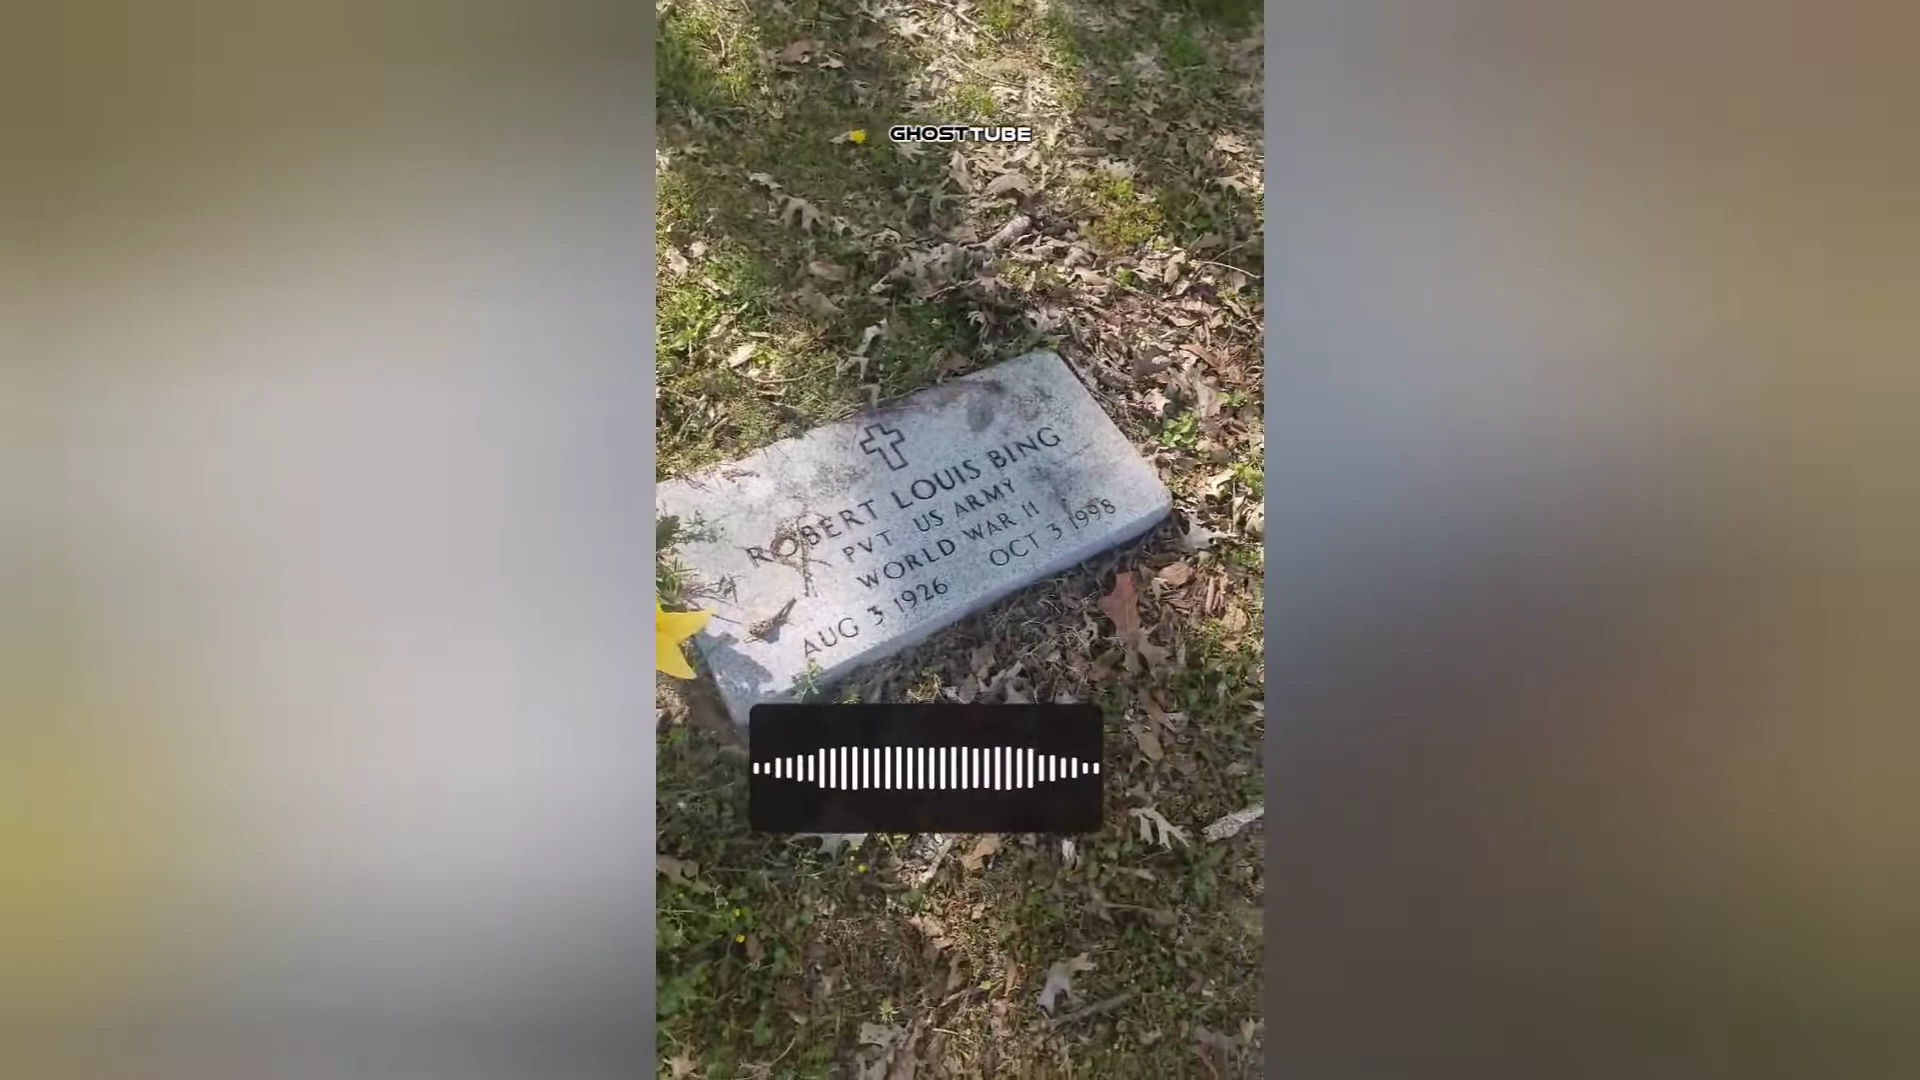 GHOSTTUBE
ROBERT LOUIS BING
PVT US ARMY
WORLD WAR II
AUG 3 1926 OCT 3 1998